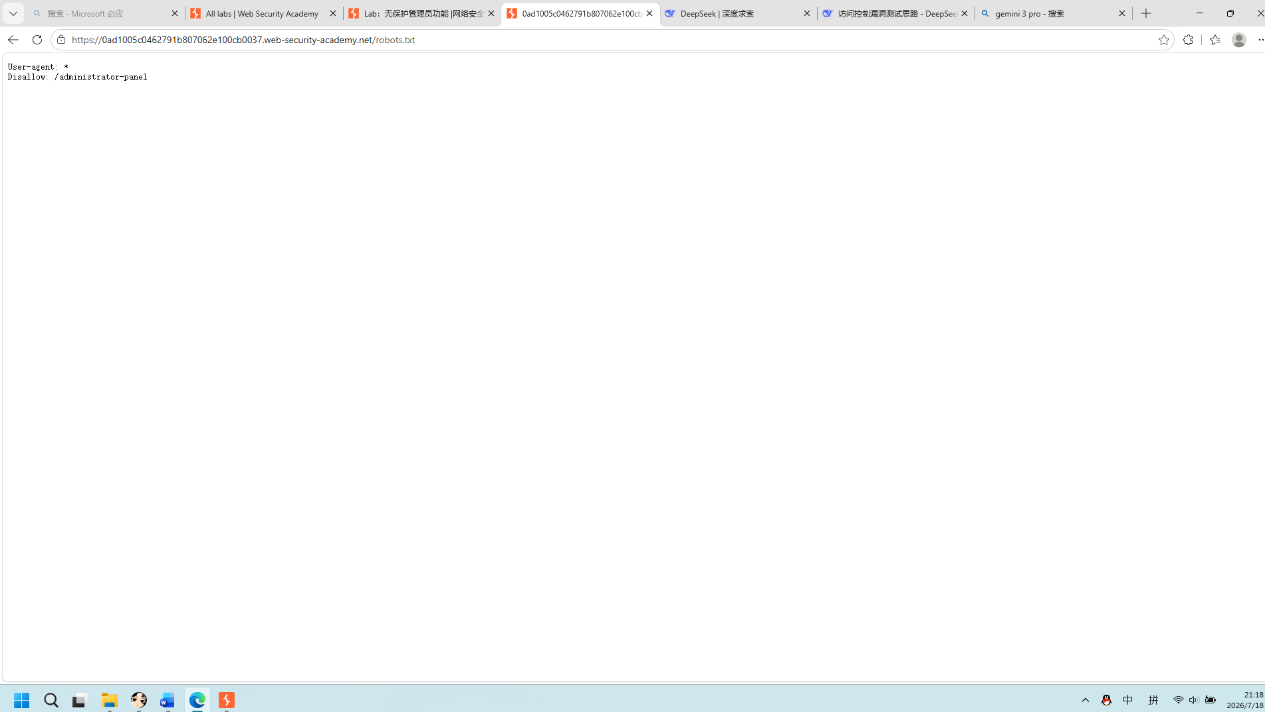 搜索 - Microsoft 必应
All labs | Web Security Academy
Lab：无保护管理员功能 |网络安全
0ad1005c0462791b807062e100cb
DeepSeek | 深度求索
访问控制漏洞测试思路 - DeepSeek
gemini 3 pro - 搜索
https://0ad1005c0462791b807062e100cb0037.web-security-academy.net/robots.txt
User-agent: *
Disallow: /administrator-panel
中
拼
21:18
2026/7/18